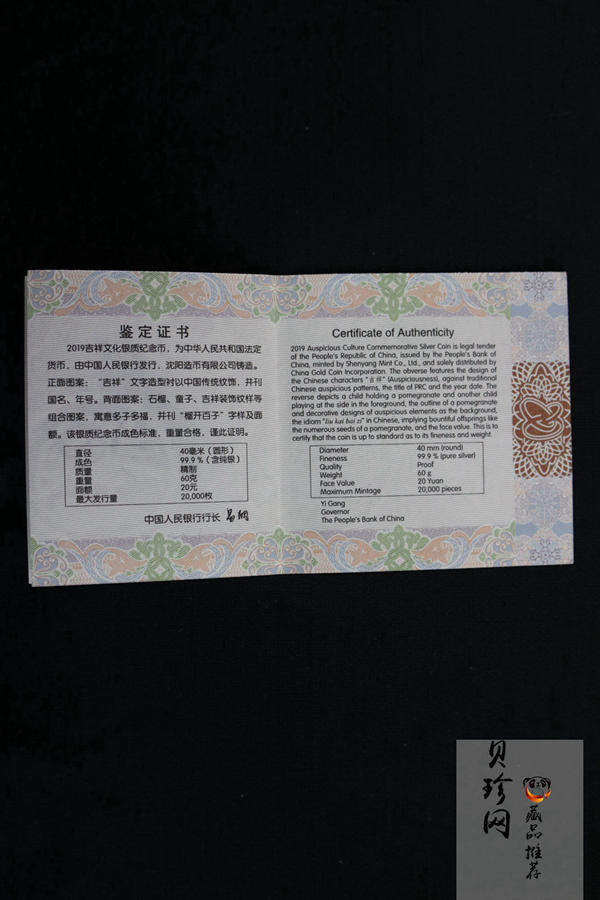 鉴定证书
2019吉祥文化银质纪念币，为中华人民共和国法定
货币，由中国人民银行发行，沈阳造币有限公司铸造。
正面图案：“吉祥”文字造型衬以中国传统纹饰，并刊
国名、年号。背面图案：石榴、童子、吉祥装饰纹样等
组合图案，寓意多子多福，并刊“榴开百子”字样及面
额。该银质纪念币成色标准，重量合格，谨此证明。
直径 40毫米（圆形）
成色 99.9%（含纯银）
质量 精制
重量 60克
面额 20元
最大发行量 20,000枚
中国人民银行行长 易纲
Certificate of Authenticity
2019 Auspicious Culture Commemorative Silver Coin is legal tender
of the People's Republic of China, issued by the People's Bank of
China, minted by Shenyang Mint Co., Ltd., and solely distributed by
China Gold Coin Incorporation. The obverse features the design of
the Chinese characters "吉祥" (Auspiciousness), against traditional
Chinese auspicious patterns, the title of PRC and the year date. The
reverse depicts a child holding a pomegranate and another child
playing at the side in the foreground, the outline of a pomegranate
and decorative designs of auspicious elements as the background,
the idiom "liu kai bai zi" in Chinese, implying bountiful offsprings like
the numerous seeds of a pomegranate, and the face value. This is to
certify that the coin is up to standard as to its fineness and weight.
Diameter 40 mm (round)
Fineness 99.9 % (pure silver)
Quality Proof
Weight 60 g
Face Value 20 Yuan
Maximum Mintage 20,000 pieces
Yi Gang
Governor
The People's Bank of China
贝珍网
藏品推荐